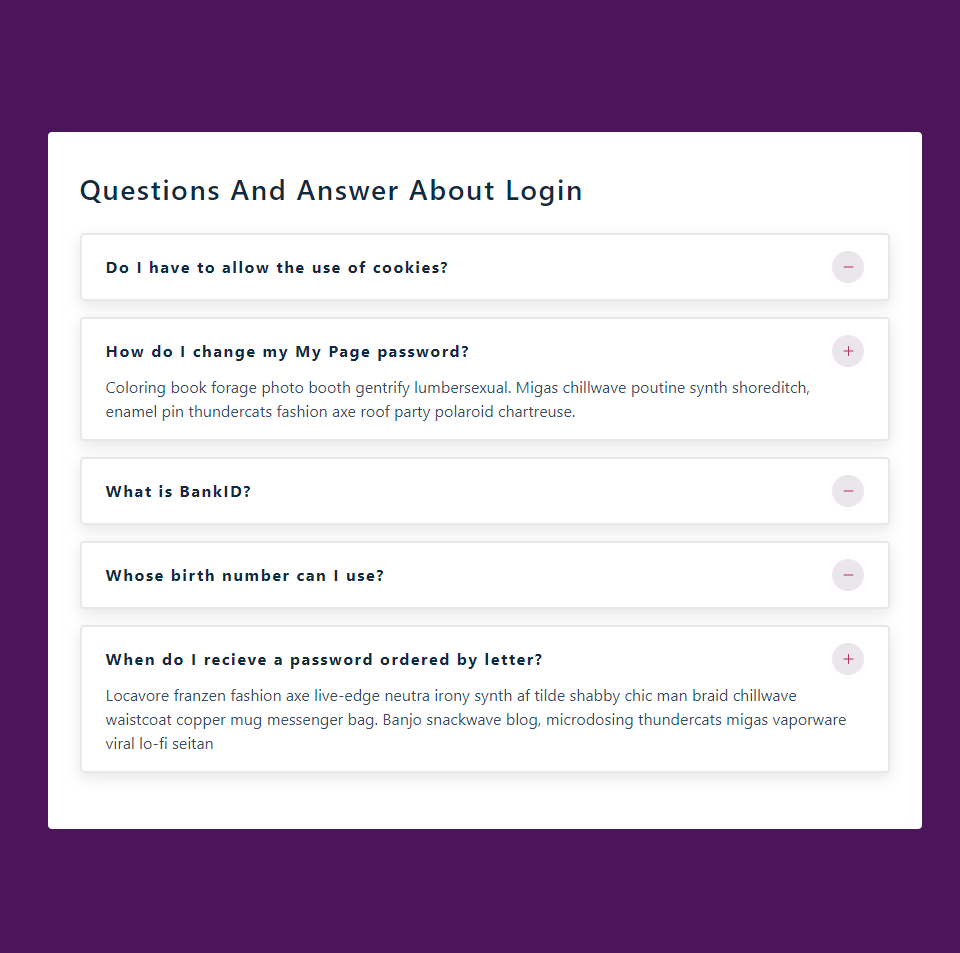 Questions And Answer About Login
Do I have to allow the use of cookies?
How do I change my My Page password?
Coloring book forage photo booth gentrify lumbersexual. Migas chillwave poutine synth shoreditch,
enamel pin thundercats fashion axe roof party polaroid chartreuse.
What is BankID?
Whose birth number can I use?
When do I recieve a password ordered by letter?
Locavore franzen fashion axe live-edge neutra irony synth af tilde shabby chic man braid chillwave
waistcoat copper mug messenger bag. Banjo snackwave blog, microdosing thundercats migas vaporware
viral lo-fi seitan